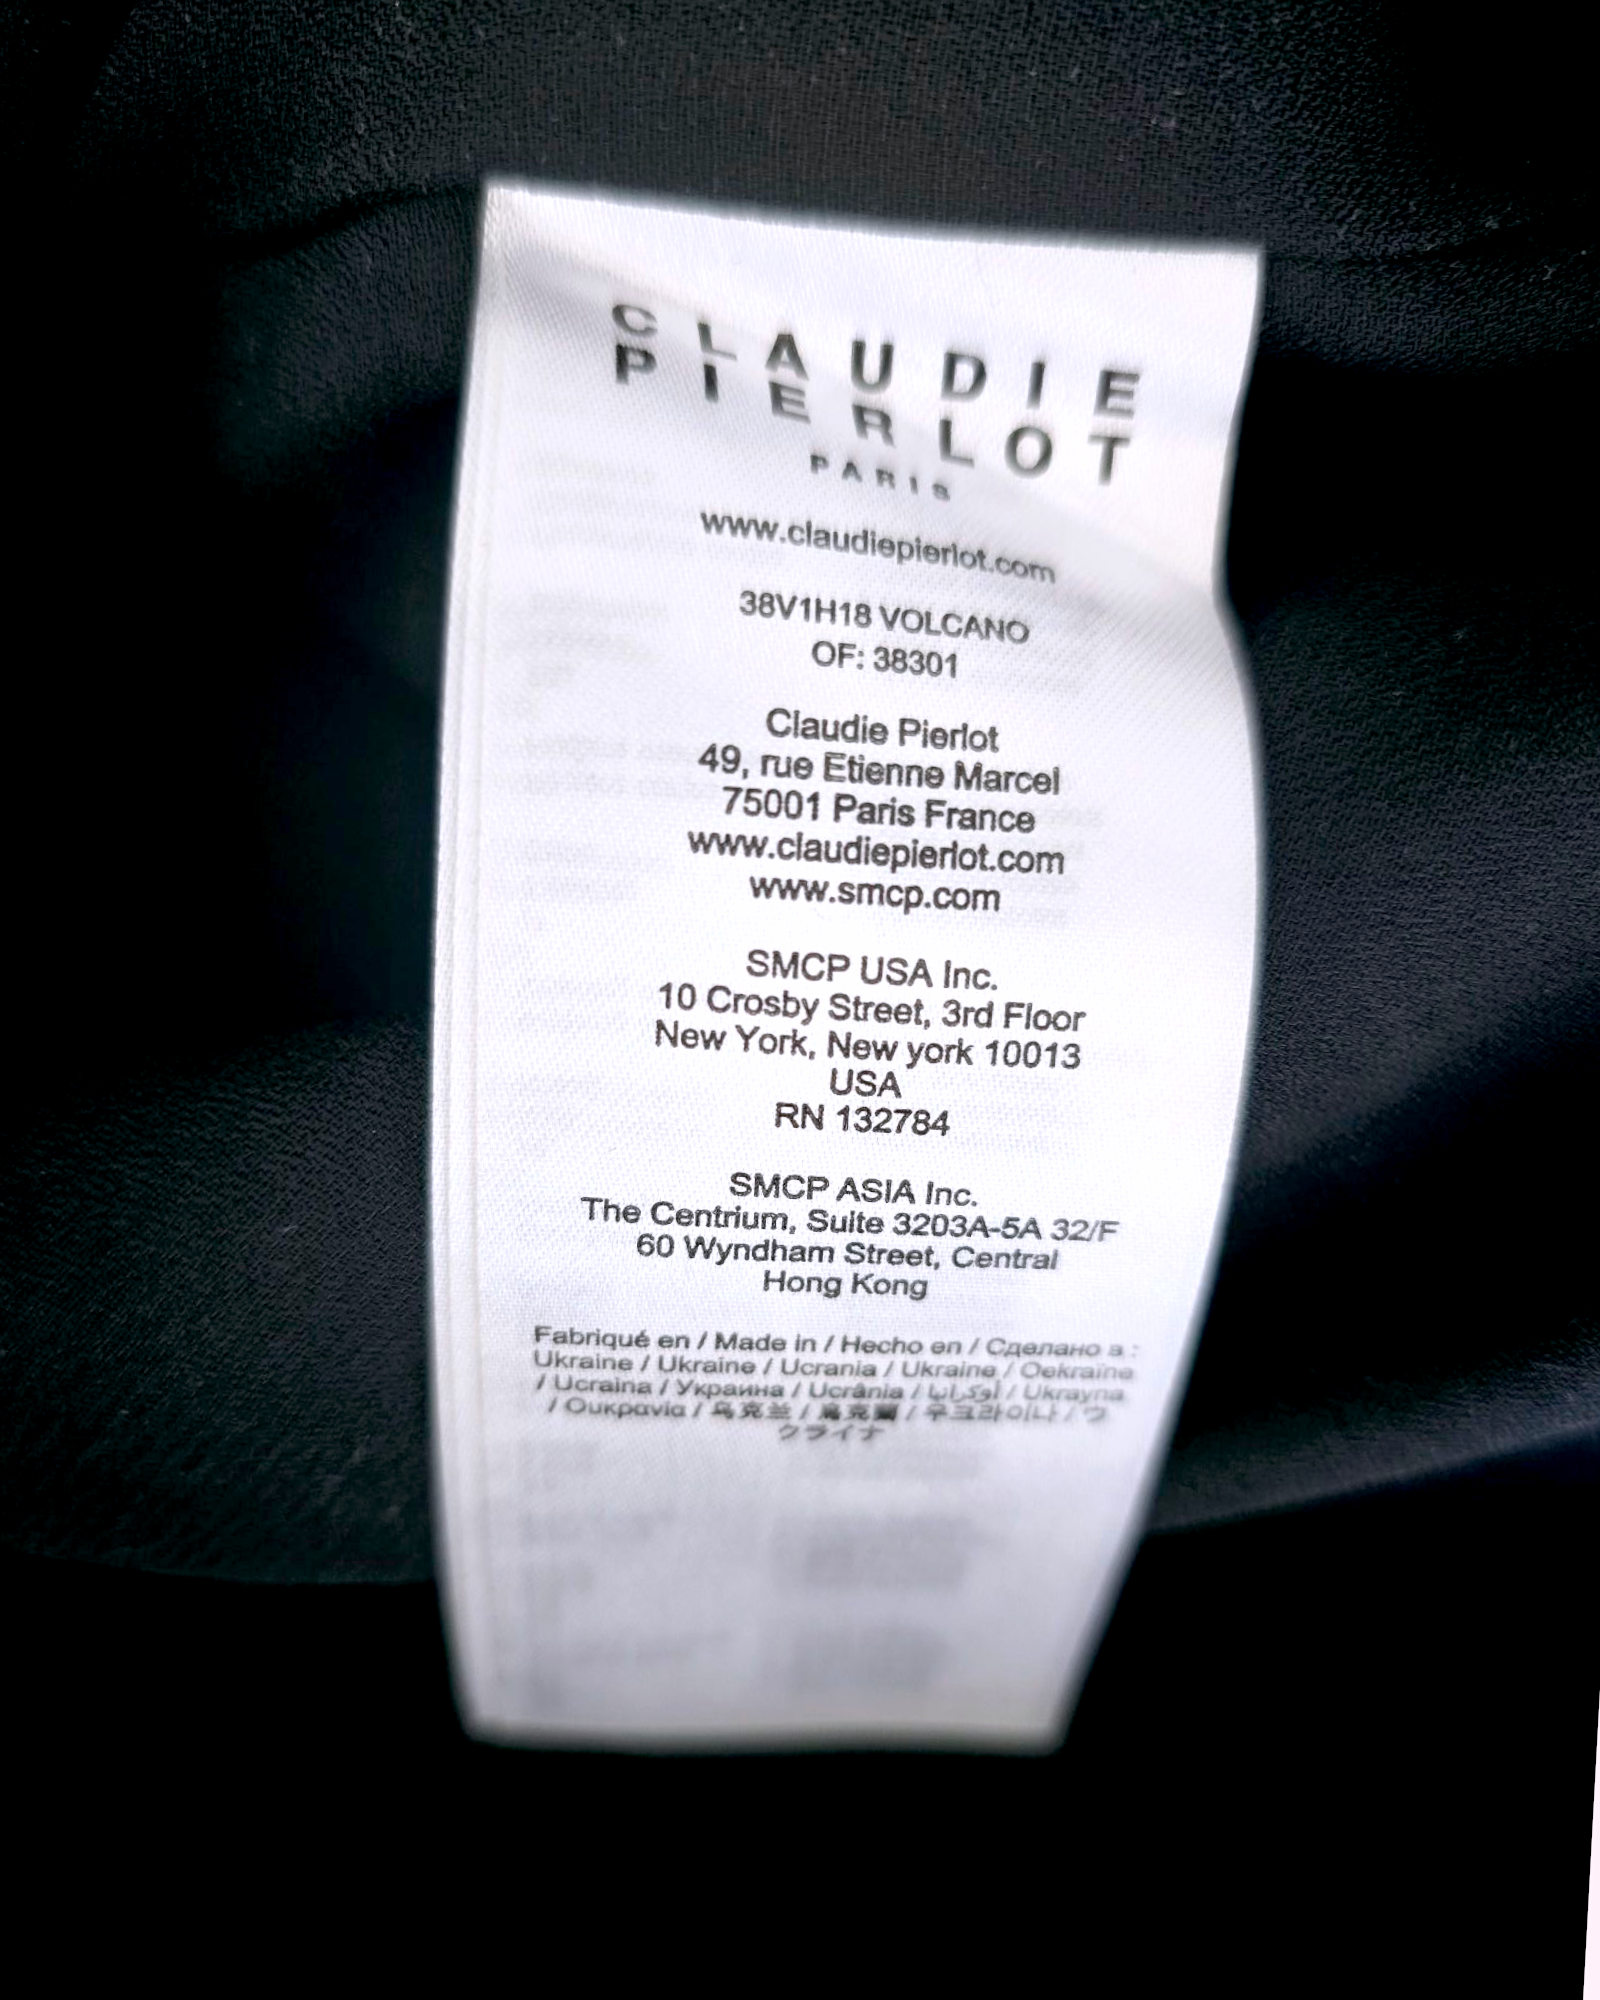 CLAUDIE
PIERLOT
PARIS
www.claudiepierlot.com
38V1H18 VOLCANO
OF: 38301
Claudie Pierlot
49, rue Etienne Marcel
75001 Paris France
www.claudiepierlot.com
www.smcp.com
SMCP USA Inc.
10 Crosby Street, 3rd Floor
New York, New york 10013
USA
RN 132784
SMCP ASIA Inc.
The Centrium, Suite 3203A-5A 32/F
60 Wyndham Street, Central
Hong Kong
Fabriqué en / Made in / Hecho en / Сделано в :
Ukraine / Ukraine / Ucrania / Ukraine / Oekraïne
/ Ucraina / Украина / Ucrânia / أوكرانيا / Ukrayna
/ Ουκρανία / 乌克兰 / 烏克蘭 / 우크라이나 / ウ
クライナ